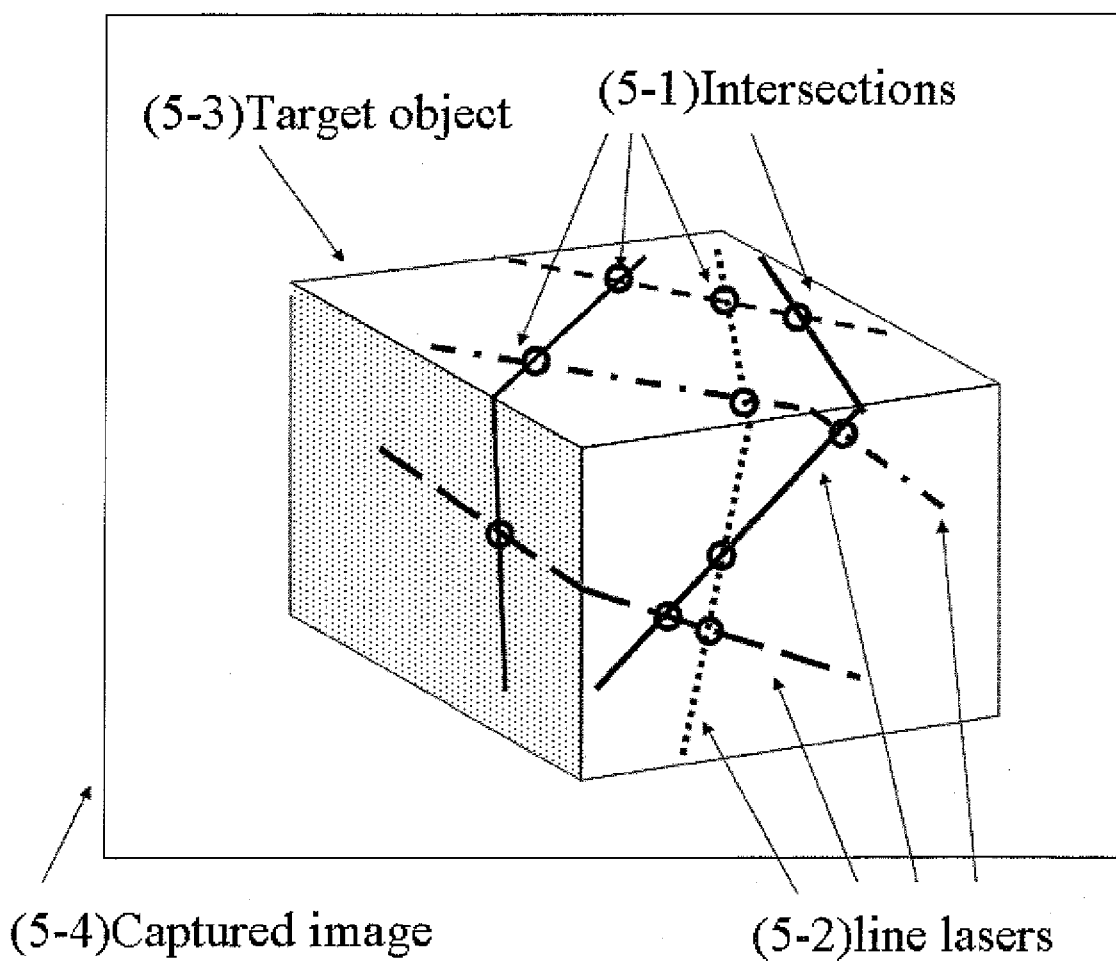 (5-1)Intersections
(5-3)Target object
(5-4)Captured image
(5-2)line lasers